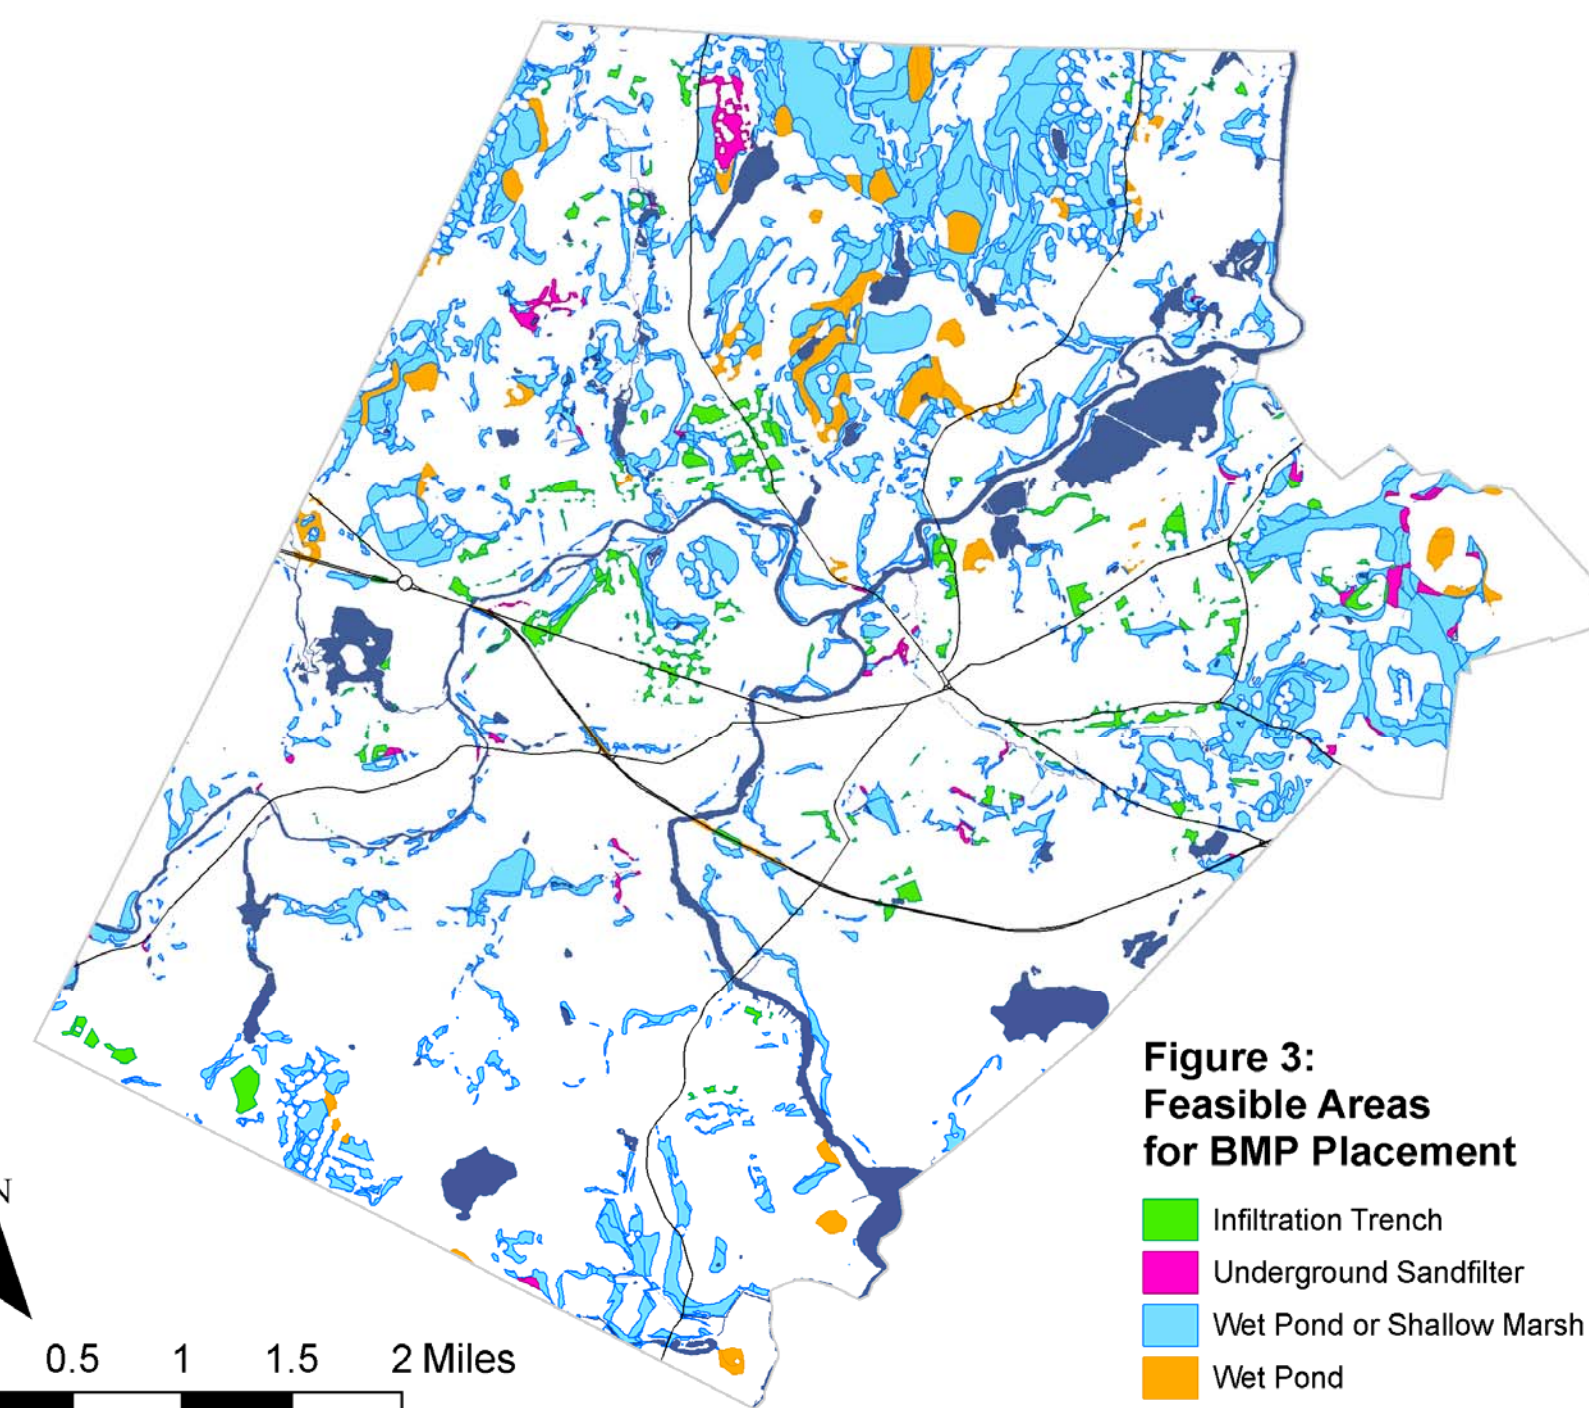 Figure 3:
Feasible Areas
for BMP Placement
Infiltration Trench
Underground Sandfilter
Wet Pond or Shallow Marsh
Wet Pond
N
0.5 1 1.5 2 Miles